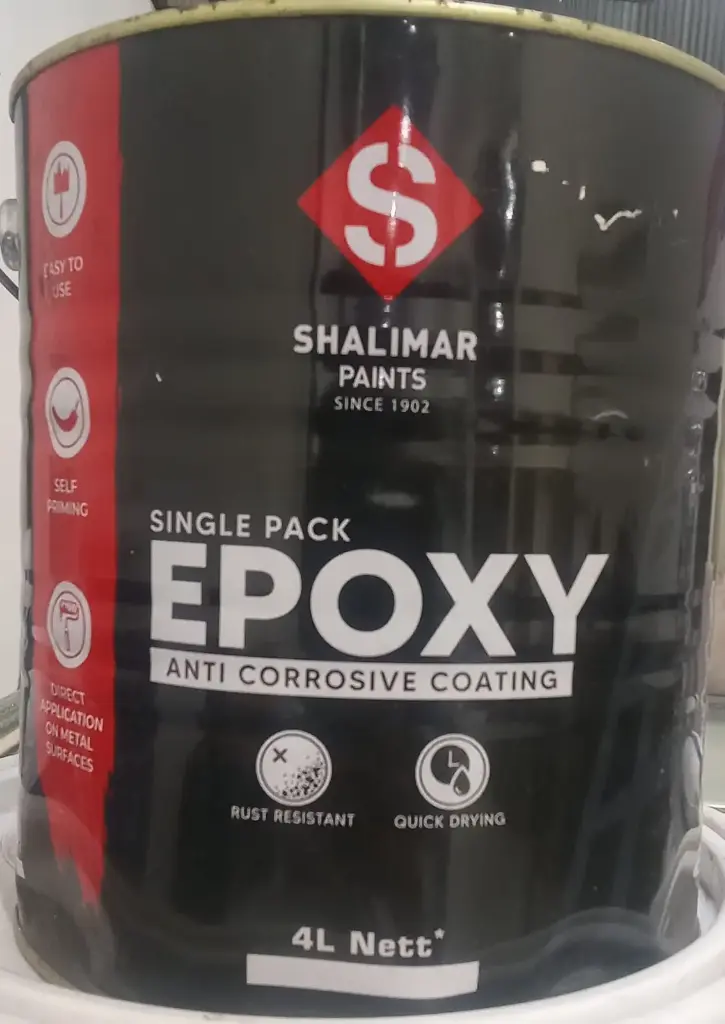 S
SHALIMAR
PAINTS
SINCE 1902
EASY TO
USE
SELF
PRIMING
DIRECT
APPLICATION
ON METAL
SURFACES
SINGLE PACK
EPOXY
ANTI CORROSIVE COATING
RUST RESISTANT
QUICK DRYING
4L Nett*